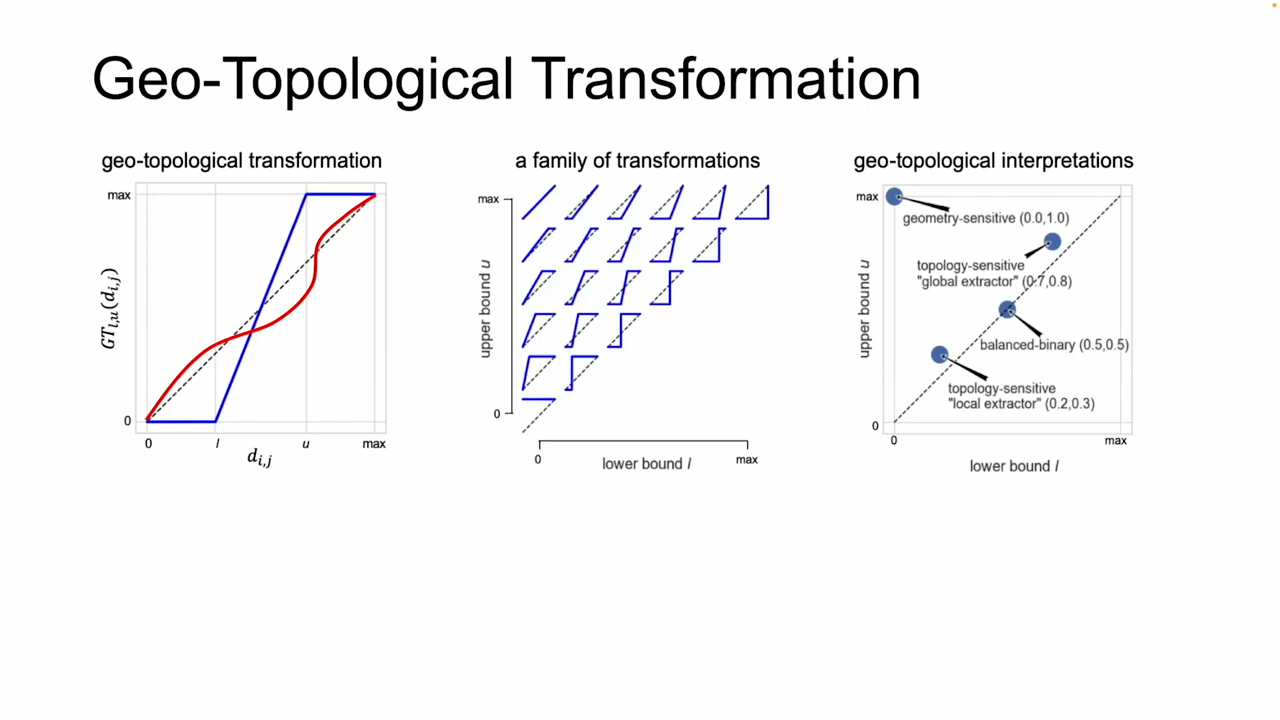 Geo-Topological Transformation
geo-topological transformation
max
0
GT_{l,u}(d_{i,j})
0
l
u
max
d_{i,j}
a family of transformations
max
upper bound u
0
0
lower bound l
max
geo-topological interpretations
max
geometry-sensitive (0.0,1.0)
topology-sensitive
"global extractor" (0.7,0.8)
upper bound u
balanced-binary (0.5,0.5)
topology-sensitive
"local extractor" (0.2,0.3)
0
0
max
lower bound l